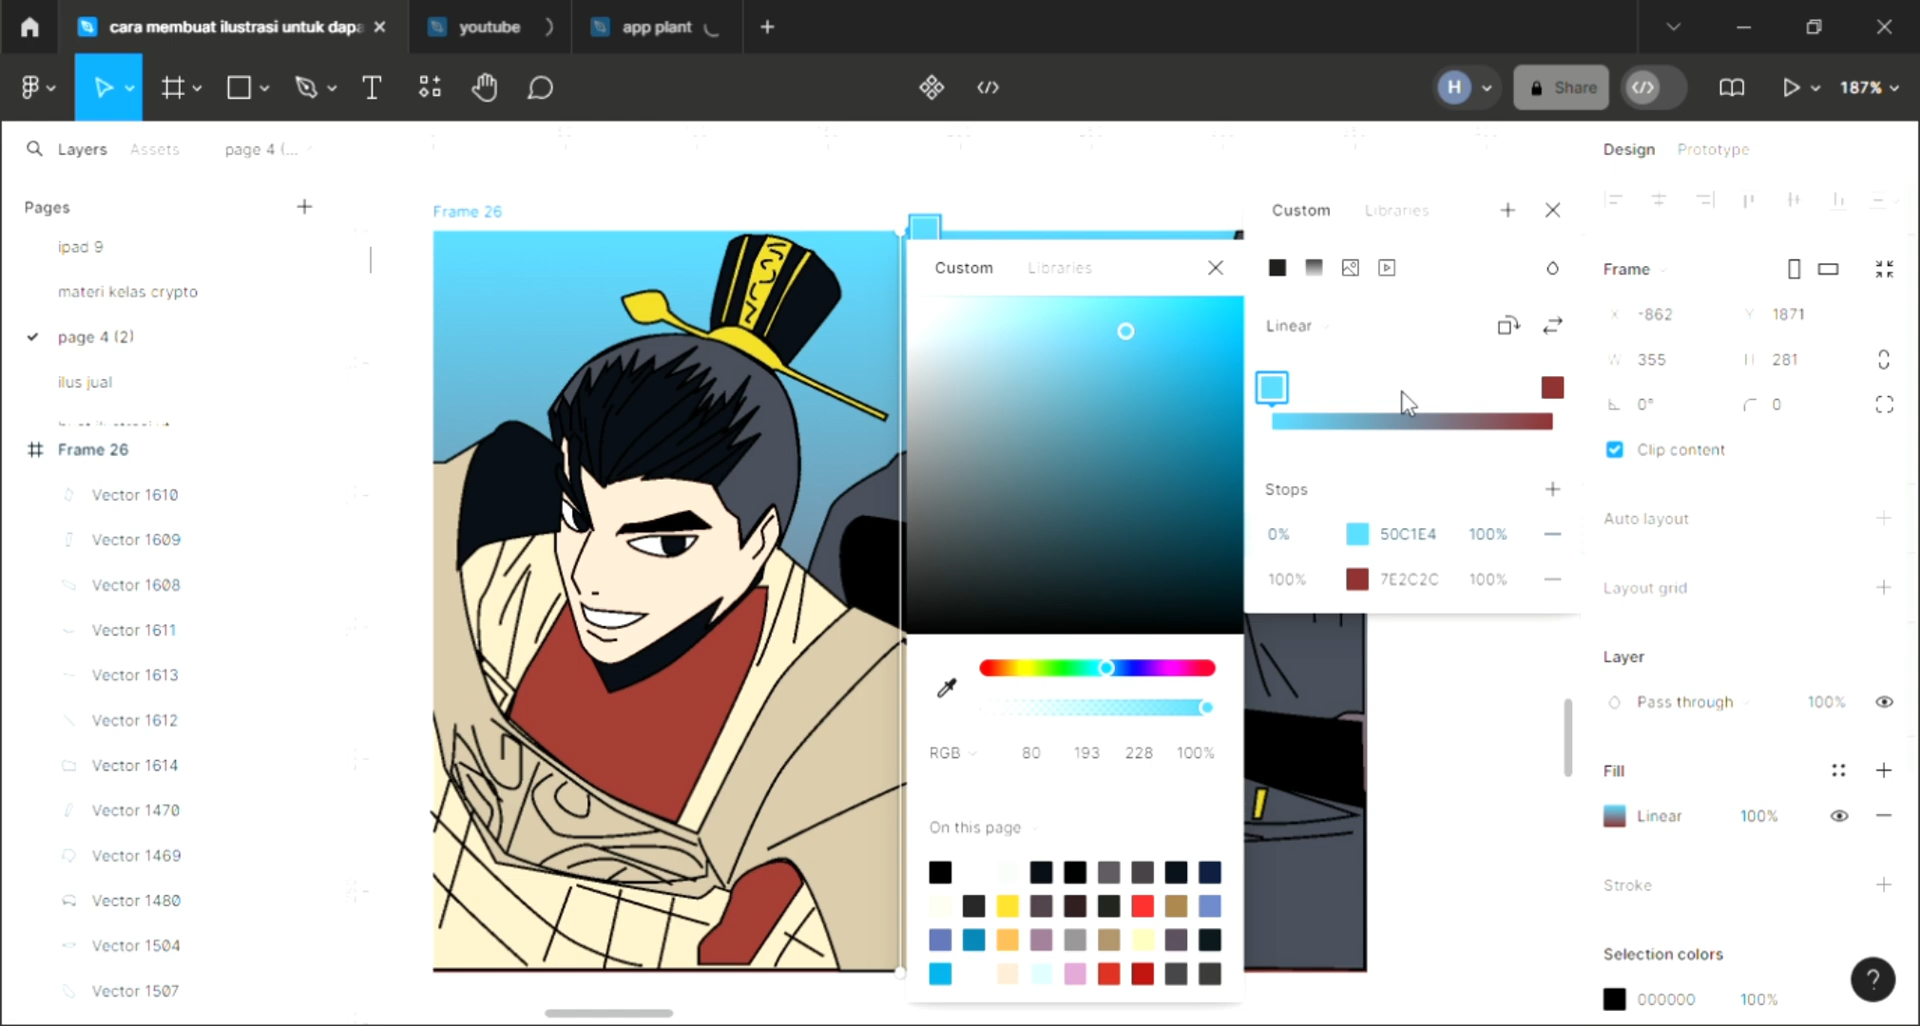 cara membuat ilustrasi untuk dapa
youtube
app plant
H
Share
187%
Layers
Assets
page 4 (...
Pages
ipad 9
materi kelas crypto
page 4 (2)
ilus jual
Frame 26
Vector 1610
Vector 1609
Vector 1608
Vector 1611
Vector 1613
Vector 1612
Vector 1614
Vector 1470
Vector 1469
Vector 1480
Vector 1504
Vector 1507
Frame 26
Custom
Libraries
RGB
80
193
228
100%
On this page
Custom
Libraries
Linear
Stops
0%
50C1E4
100%
100%
7E2C2C
100%
Design
Prototype
Frame
X
-862
Y
1871
W
355
H
281
0°
0
Clip content
Auto layout
Layout grid
Layer
Pass through
100%
Fill
Linear
100%
Stroke
Selection colors
000000
100%
?